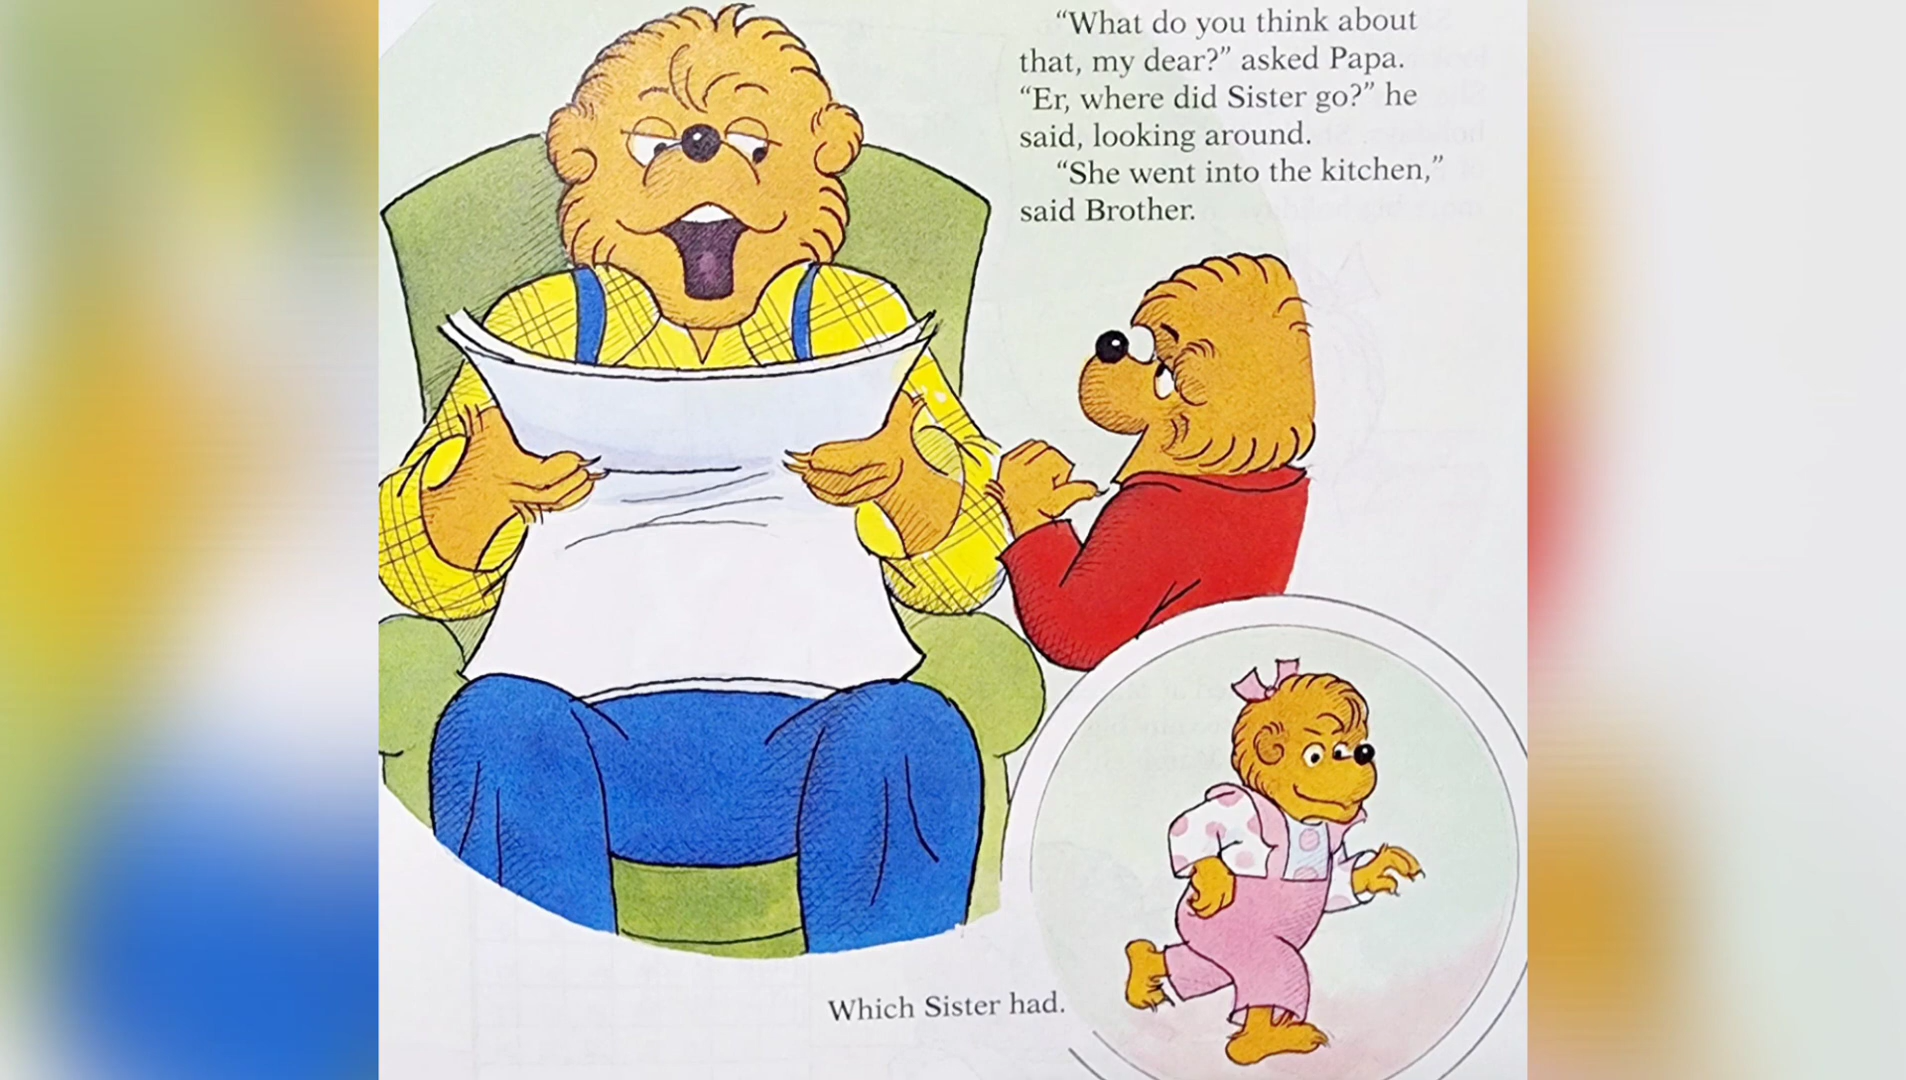 “What do you think about
that, my dear?” asked Papa.
“Er, where did Sister go?” he
said, looking around.
“She went into the kitchen,”
said Brother.
Which Sister had.